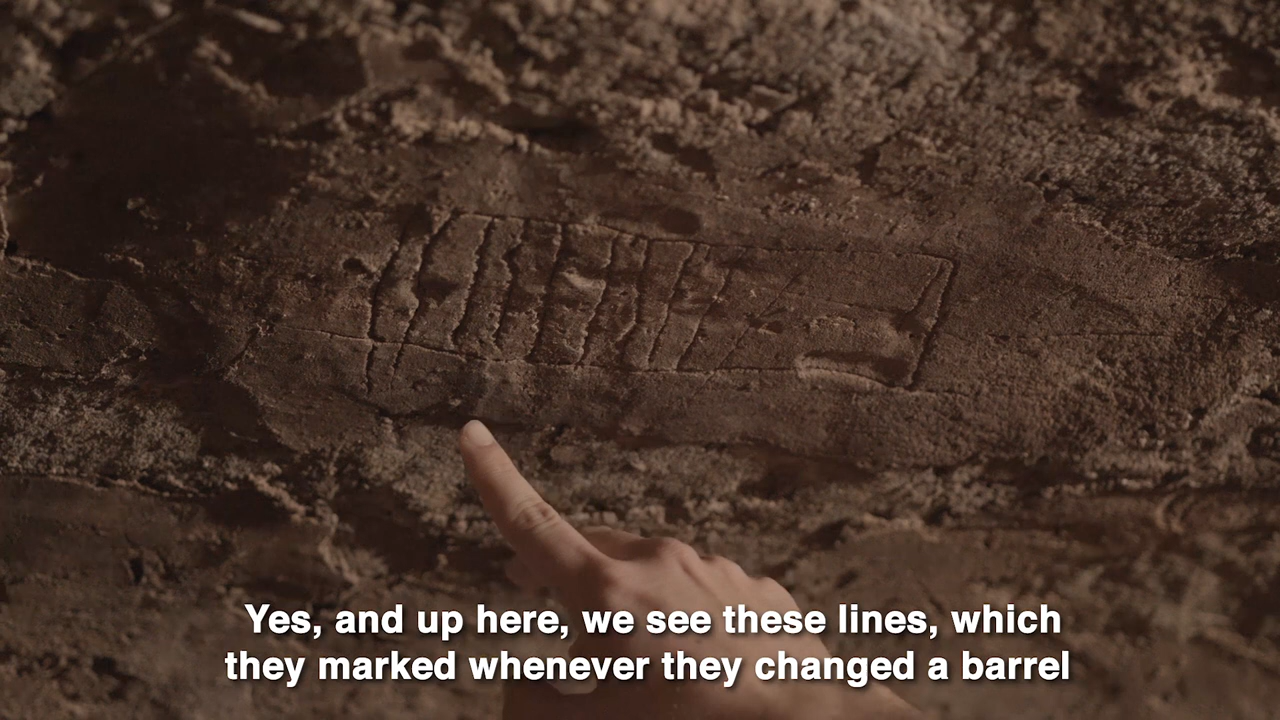 Yes, and up here, we see these lines, which
they marked whenever they changed a barrel